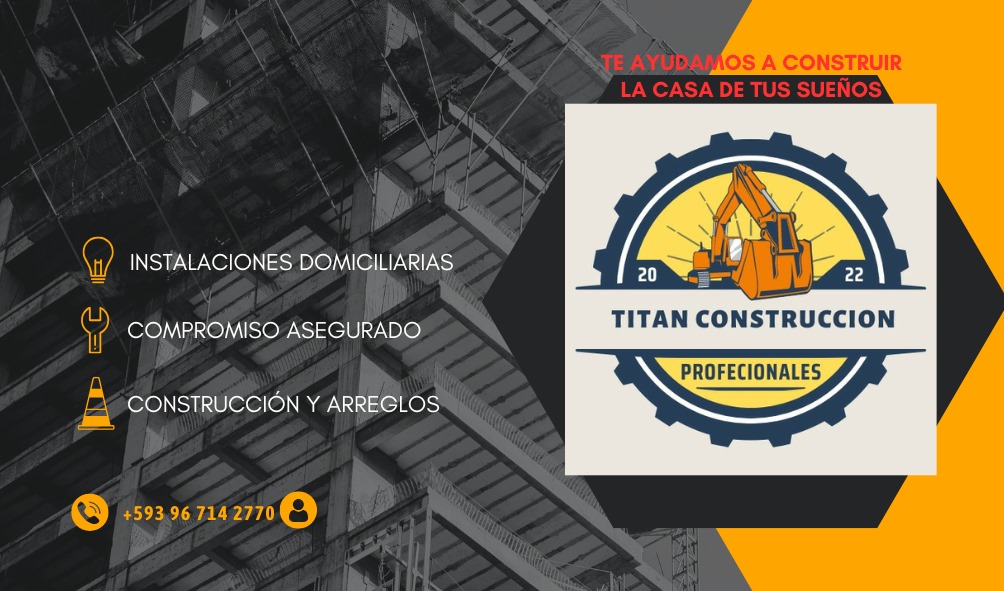 TE AYUDAMOS A CONSTRUIR
LA CASA DE TUS SUEÑOS
INSTALACIONES DOMICILIARIAS
COMPROMISO ASEGURADO
CONSTRUCCIÓN Y ARREGLOS
+593 96 714 2770
20 22
TITAN CONSTRUCCION
PROFECIONALES